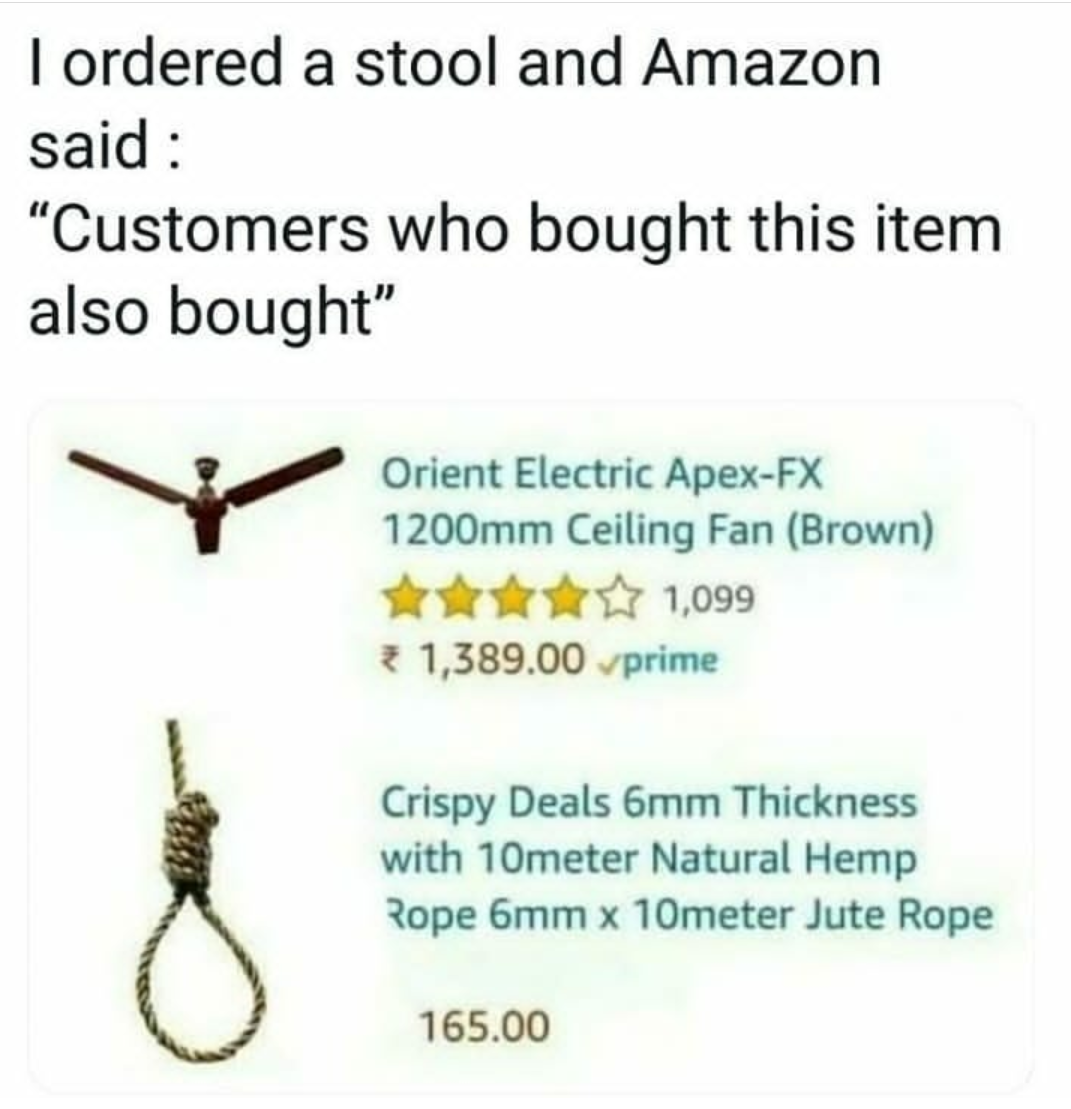 I ordered a stool and Amazon
said :
“Customers who bought this item
also bought”
Orient Electric Apex-FX
1200mm Ceiling Fan (Brown)
1,099
₹ 1,389.00 prime
Crispy Deals 6mm Thickness
with 10meter Natural Hemp
Rope 6mm x 10meter Jute Rope
165.00